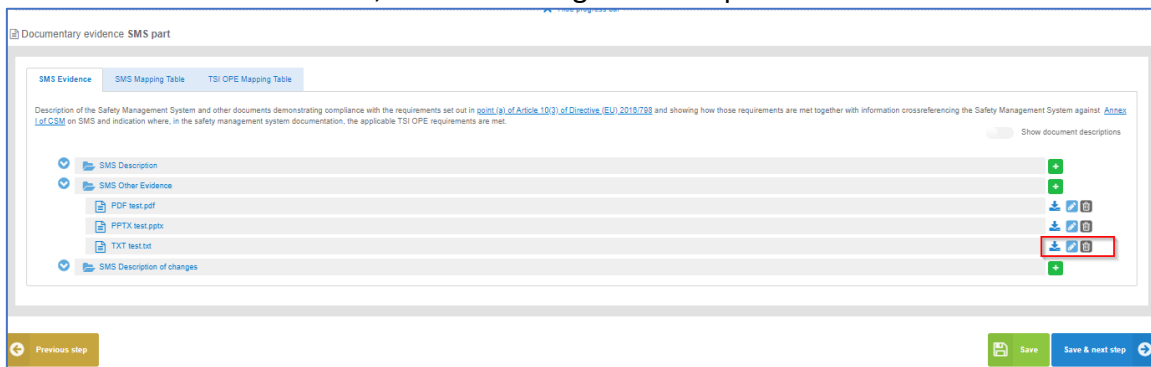 Documentary evidence SMS part
SMS Evidence SMS Mapping Table TSI OPE Mapping Table
Description of the Safety Management System and other documents demonstrating compliance with the requirements set out in point (a) of Article 10(3) of Directive (EU) 2016/798 and showing how those requirements are met together with information crossreferencing the Safety Management System against Annex
I of CSM on SMS and indication where, in the safety management system documentation, the applicable TSI OPE requirements are met.
Show document descriptions
SMS Description
SMS Other Evidence
PDF test.pdf
PPTX test.pptx
TXT test.txt
SMS Description of changes
Previous step Save Save & next step